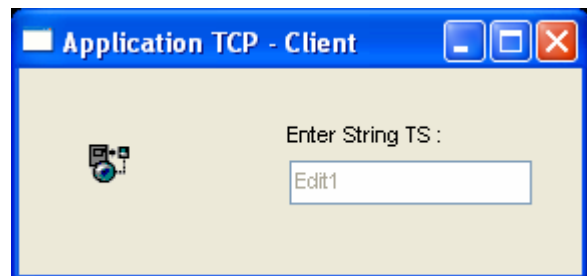 Application TCP - Client
Enter String TS :
Edit1